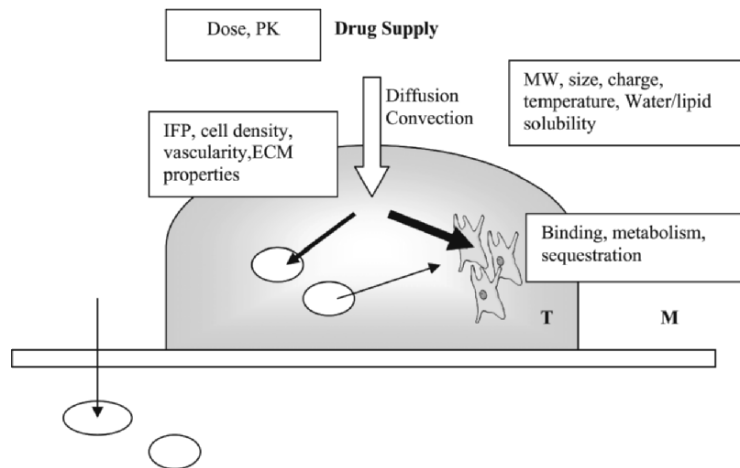 Dose, PK
Drug Supply
MW, size, charge,
temperature, Water/lipid
solubility
Diffusion
Convection
IFP, cell density,
vascularity,ECM
properties
Binding, metabolism,
sequestration
T
M